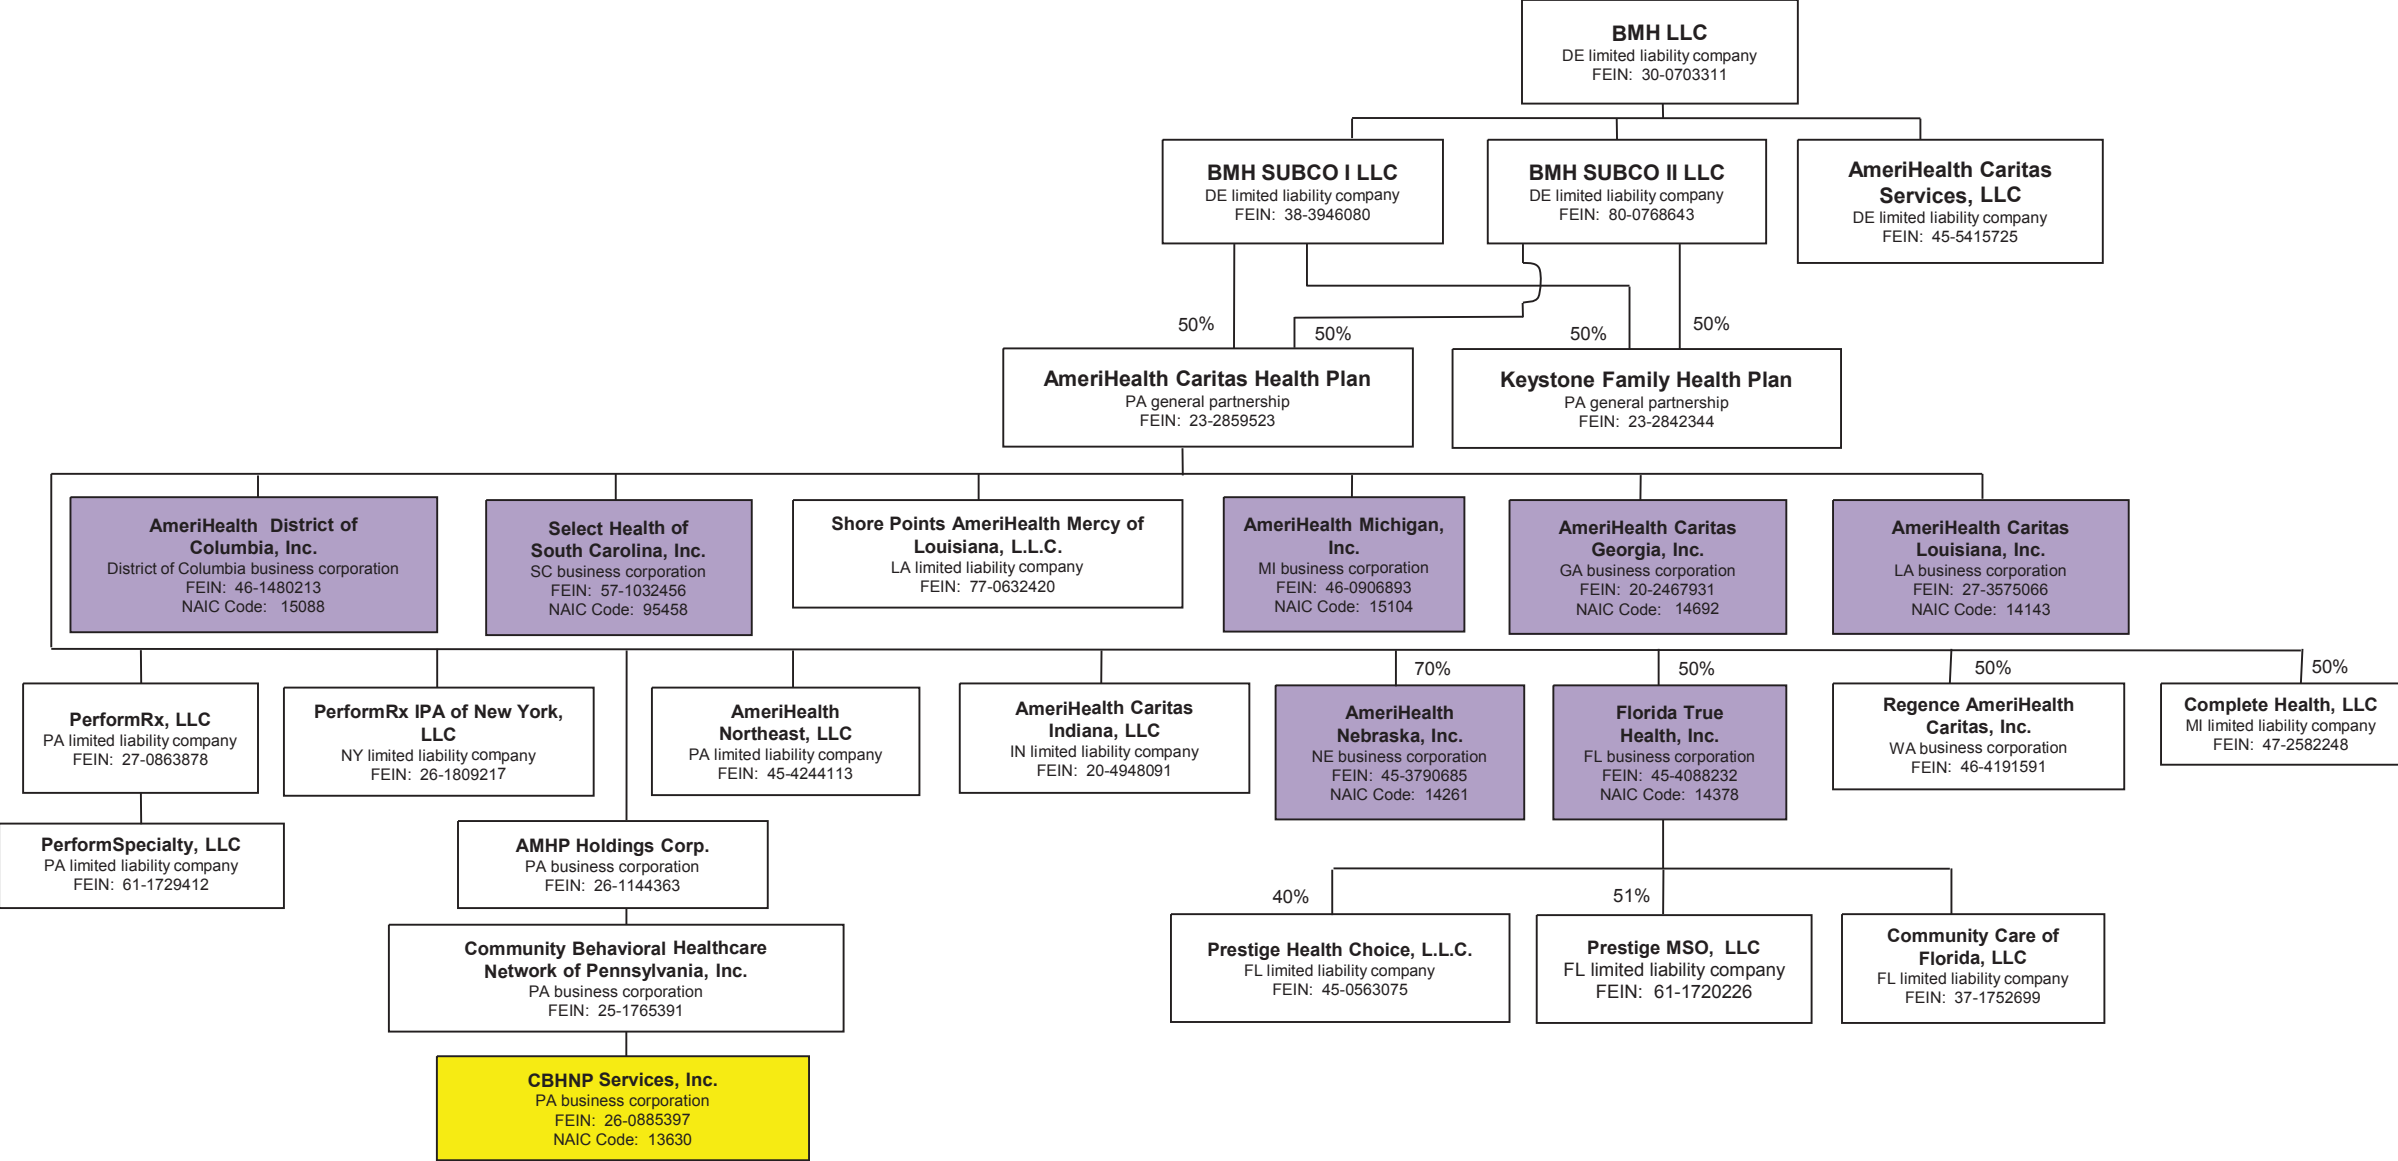 BMH LLC
DE limited liability company
FEIN: 30-0703311
BMH SUBCO I LLC
DE limited liability company
FEIN: 38-3946080
BMH SUBCO II LLC
DE limited liability company
FEIN: 80-0768643
AmeriHealth Caritas
Services, LLC
DE limited liability company
FEIN: 45-5415725
50%
50%
50%
50%
AmeriHealth Caritas Health Plan
PA general partnership
FEIN: 23-2859523
Keystone Family Health Plan
PA general partnership
FEIN: 23-2842344
AmeriHealth District of
Columbia, Inc.
District of Columbia business corporation
FEIN: 46-1480213
NAIC Code: 15088
Select Health of
South Carolina, Inc.
SC business corporation
FEIN: 57-1032456
NAIC Code: 95458
Shore Points AmeriHealth Mercy of
Louisiana, L.L.C.
LA limited liability company
FEIN: 77-0632420
AmeriHealth Michigan,
Inc.
MI business corporation
FEIN: 46-0906893
NAIC Code: 15104
AmeriHealth Caritas
Georgia, Inc.
GA business corporation
FEIN: 20-2467931
NAIC Code: 14692
AmeriHealth Caritas
Louisiana, Inc.
LA business corporation
FEIN: 27-3575066
NAIC Code: 14143
70%
50%
50%
50%
PerformRx, LLC
PA limited liability company
FEIN: 27-0863878
PerformRx IPA of New York,
LLC
NY limited liability company
FEIN: 26-1809217
AmeriHealth
Northeast, LLC
PA limited liability company
FEIN: 45-4244113
AmeriHealth Caritas
Indiana, LLC
IN limited liability company
FEIN: 20-4948091
AmeriHealth
Nebraska, Inc.
NE business corporation
FEIN: 45-3790685
NAIC Code: 14261
Florida True
Health, Inc.
FL business corporation
FEIN: 45-4088232
NAIC Code: 14378
Regence AmeriHealth
Caritas, Inc.
WA business corporation
FEIN: 46-4191591
Complete Health, LLC
MI limited liability company
FEIN: 47-2582248
PerformSpecialty, LLC
PA limited liability company
FEIN: 61-1729412
AMHP Holdings Corp.
PA business corporation
FEIN: 26-1144363
40%
51%
Community Behavioral Healthcare
Network of Pennsylvania, Inc.
PA business corporation
FEIN: 25-1765391
Prestige Health Choice, L.L.C.
FL limited liability company
FEIN: 45-0563075
Prestige MSO, LLC
FL limited liability company
FEIN: 61-1720226
Community Care of
Florida, LLC
FL limited liability company
FEIN: 37-1752699
CBHNP Services, Inc.
PA business corporation
FEIN: 26-0885397
NAIC Code: 13630